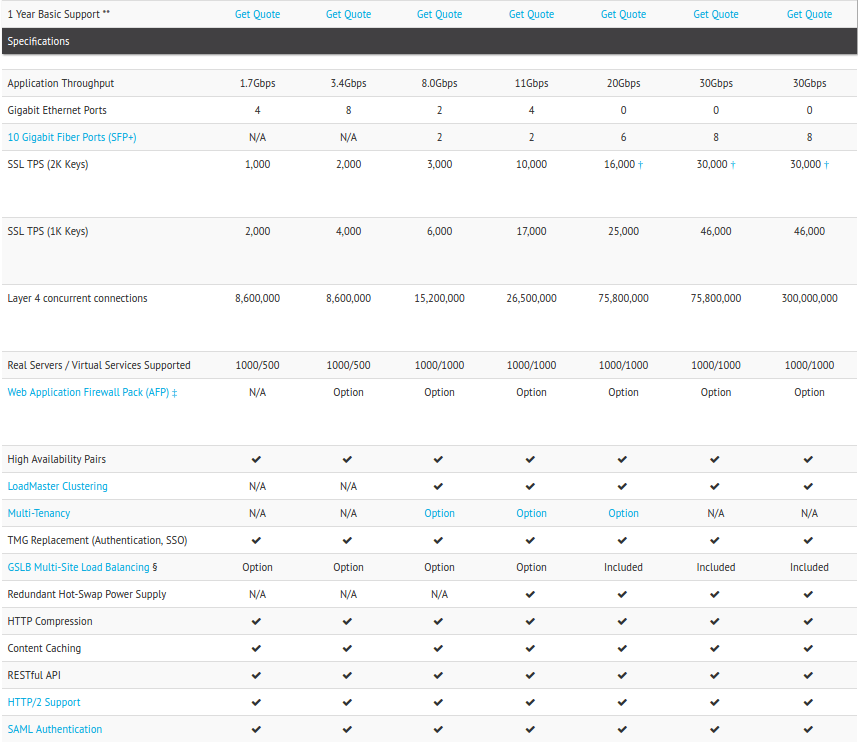 1 Year Basic Support ** Get Quote Get Quote Get Quote Get Quote Get Quote Get Quote Get Quote
Specifications
Application Throughput 1.7Gbps 3.4Gbps 8.0Gbps 11Gbps 20Gbps 30Gbps 30Gbps
Gigabit Ethernet Ports 4 8 2 4 0 0 0
10 Gigabit Fiber Ports (SFP+) N/A N/A 2 2 6 8 8
SSL TPS (2K Keys) 1,000 2,000 3,000 10,000 16,000 † 30,000 † 30,000 †
SSL TPS (1K Keys) 2,000 4,000 6,000 17,000 25,000 46,000 46,000
Layer 4 concurrent connections 8,600,000 8,600,000 15,200,000 26,500,000 75,800,000 75,800,000 300,000,000
Real Servers / Virtual Services Supported 1000/500 1000/500 1000/1000 1000/1000 1000/1000 1000/1000 1000/1000
Web Application Firewall Pack (AFP) ‡ N/A Option Option Option Option Option Option
High Availability Pairs ✔ ✔ ✔ ✔ ✔ ✔ ✔
LoadMaster Clustering N/A N/A ✔ ✔ ✔ ✔ ✔
Multi-Tenancy N/A N/A Option Option Option N/A N/A
TMG Replacement (Authentication, SSO) ✔ ✔ ✔ ✔ ✔ ✔ ✔
GSLB Multi-Site Load Balancing § Option Option Option Option Included Included Included
Redundant Hot-Swap Power Supply N/A N/A N/A ✔ ✔ ✔ ✔
HTTP Compression ✔ ✔ ✔ ✔ ✔ ✔ ✔
Content Caching ✔ ✔ ✔ ✔ ✔ ✔ ✔
RESTful API ✔ ✔ ✔ ✔ ✔ ✔ ✔
HTTP/2 Support ✔ ✔ ✔ ✔ ✔ ✔ ✔
SAML Authentication ✔ ✔ ✔ ✔ ✔ ✔ ✔